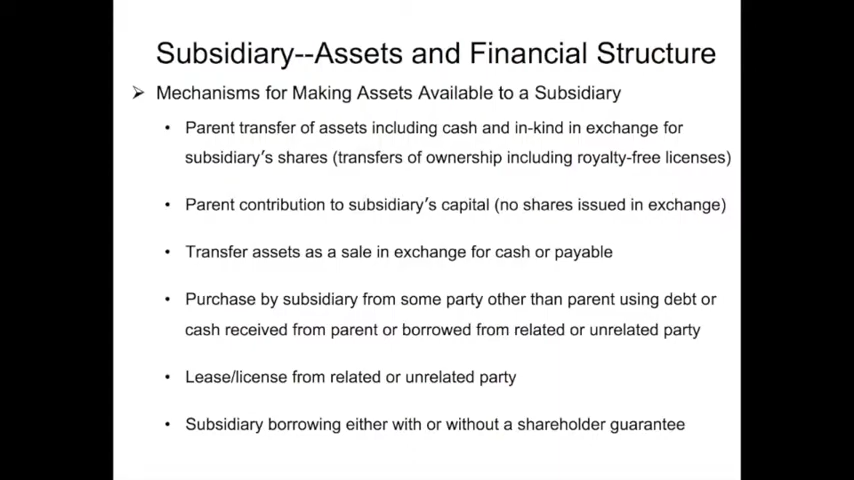 Subsidiary--Assets and Financial Structure
➢ Mechanisms for Making Assets Available to a Subsidiary
• Parent transfer of assets including cash and in-kind in exchange for
subsidiary’s shares (transfers of ownership including royalty-free licenses)
• Parent contribution to subsidiary’s capital (no shares issued in exchange)
• Transfer assets as a sale in exchange for cash or payable
• Purchase by subsidiary from some party other than parent using debt or
cash received from parent or borrowed from related or unrelated party
• Lease/license from related or unrelated party
• Subsidiary borrowing either with or without a shareholder guarantee